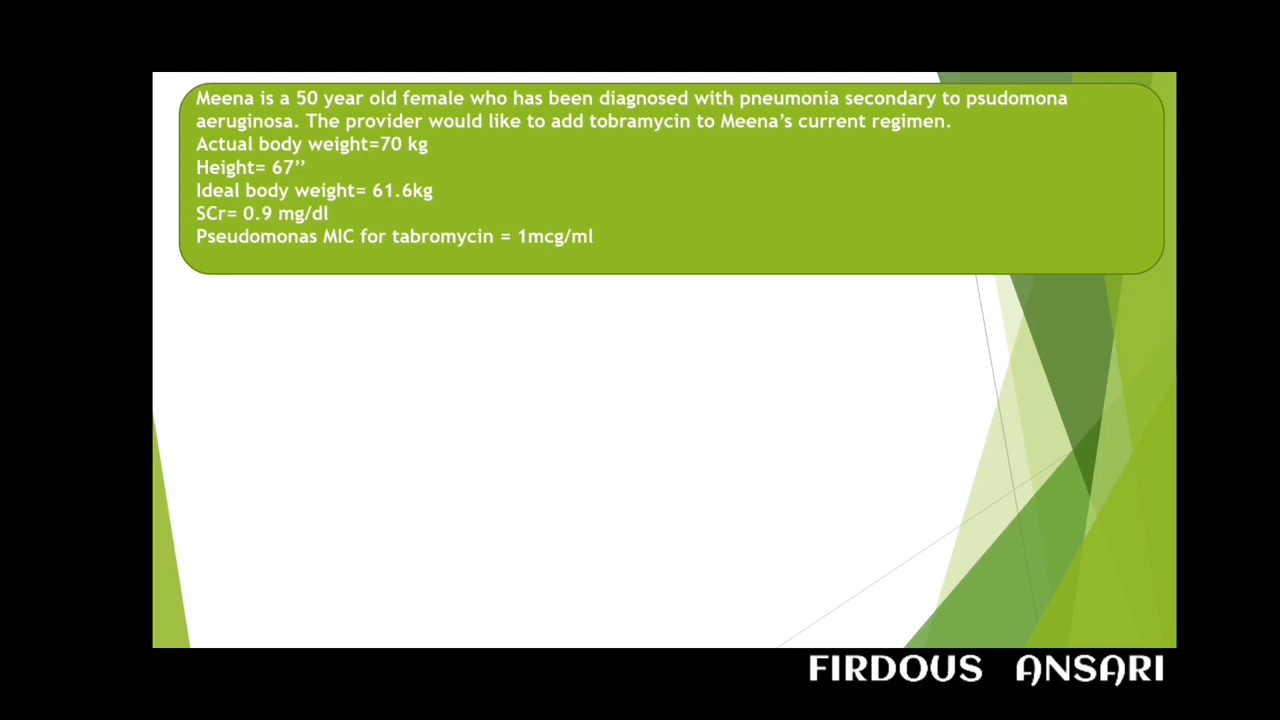 Meena is a 50 year old female who has been diagnosed with pneumonia secondary to psudomona
aeruginosa. The provider would like to add tobramycin to Meena's current regimen.
Actual body weight=70 kg
Height= 67’’
Ideal body weight= 61.6kg
SCr= 0.9 mg/dl
Pseudomonas MIC for tabromycin = 1mcg/ml
FIRDOUS ANSARI